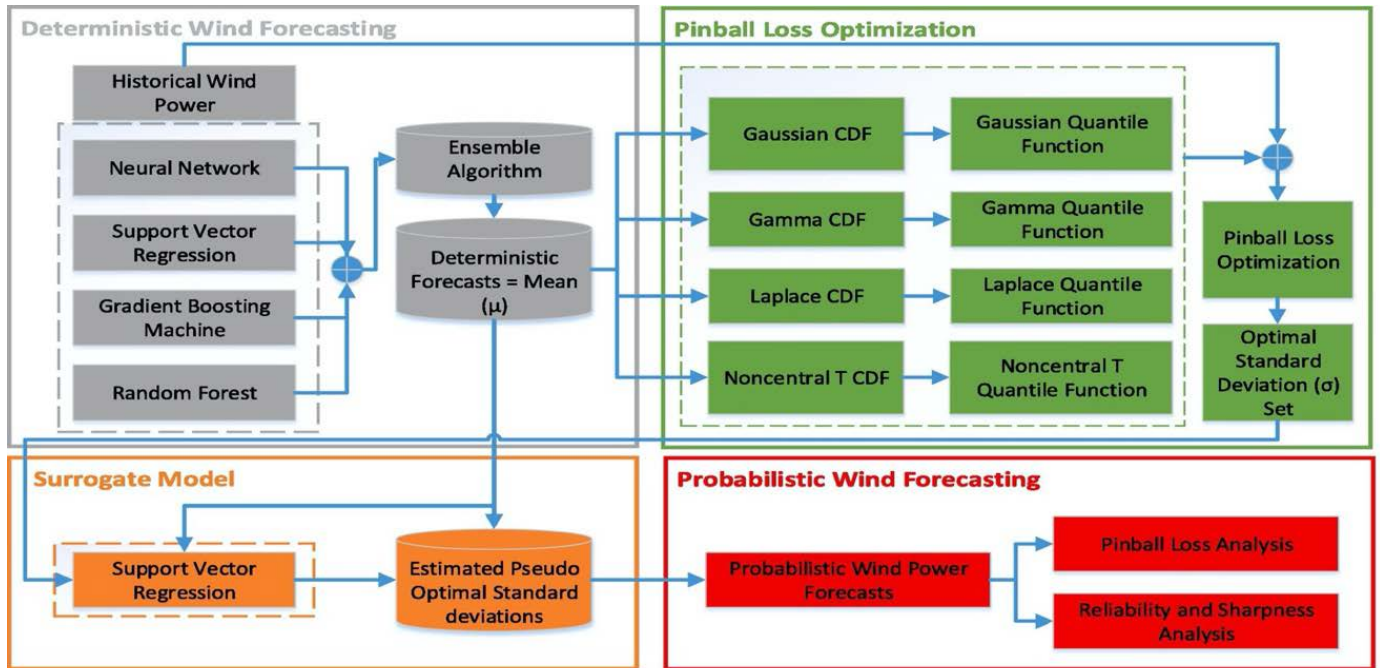 Deterministic Wind Forecasting
Historical Wind
Power
Neural Network
Support Vector
Regression
Gradient Boosting
Machine
Random Forest
Ensemble
Algorithm
Deterministic
Forecasts = Mean
(μ)
Pinball Loss Optimization
Gaussian CDF
Gaussian Quantile
Function
Gamma CDF
Gamma Quantile
Function
Laplace CDF
Laplace Quantile
Function
Noncentral T CDF
Noncentral T
Quantile Function
Pinball Loss
Optimization
Optimal
Standard
Deviation (σ)
Set
Surrogate Model
Support Vector
Regression
Estimated Pseudo
Optimal Standard
deviations
Probabilistic Wind Forecasting
Probabilistic Wind Power
Forecasts
Pinball Loss Analysis
Reliability and Sharpness
Analysis